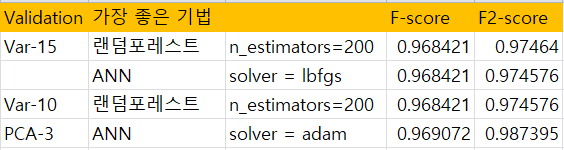 Validation 가장 좋은 기법 F-score F2-score
Var-15 랜덤포레스트 n_estimators=200 0.968421 0.97464
ANN solver = lbfgs 0.968421 0.974576
Var-10 랜덤포레스트 n_estimators=200 0.968421 0.974576
PCA-3 ANN solver = adam 0.969072 0.987395